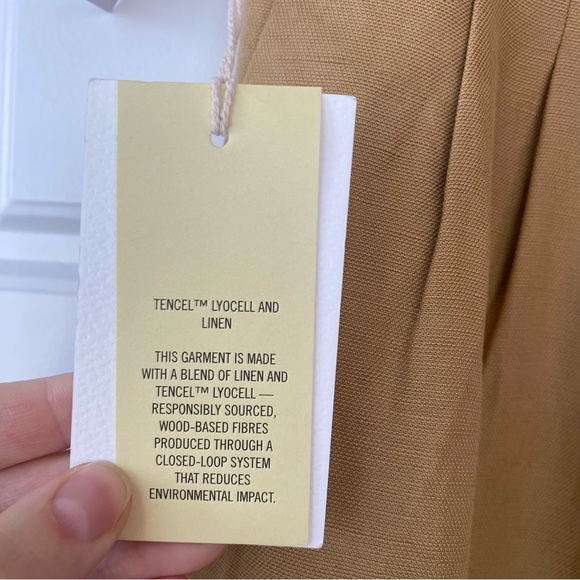 TENCEL™ LYOCELL AND
LINEN
THIS GARMENT IS MADE
WITH A BLEND OF LINEN AND
TENCEL™ LYOCELL —
RESPONSIBLY SOURCED,
WOOD-BASED FIBRES
PRODUCED THROUGH A
CLOSED-LOOP SYSTEM
THAT REDUCES
ENVIRONMENTAL IMPACT.